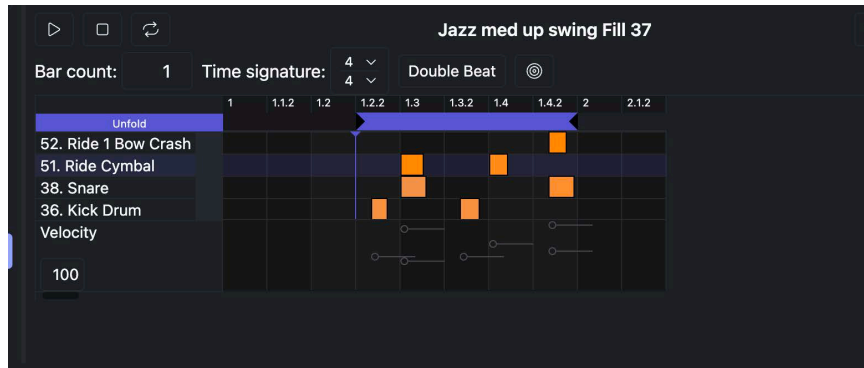 Jazz med up swing Fill 37
Bar count: 1 Time signature: 4 4 Double Beat
1 1.1.2 1.2 1.2.2 1.3 1.3.2 1.4 1.4.2 2 2.1.2
Unfold
52. Ride 1 Bow Crash
51. Ride Cymbal
38. Snare
36. Kick Drum
Velocity
100